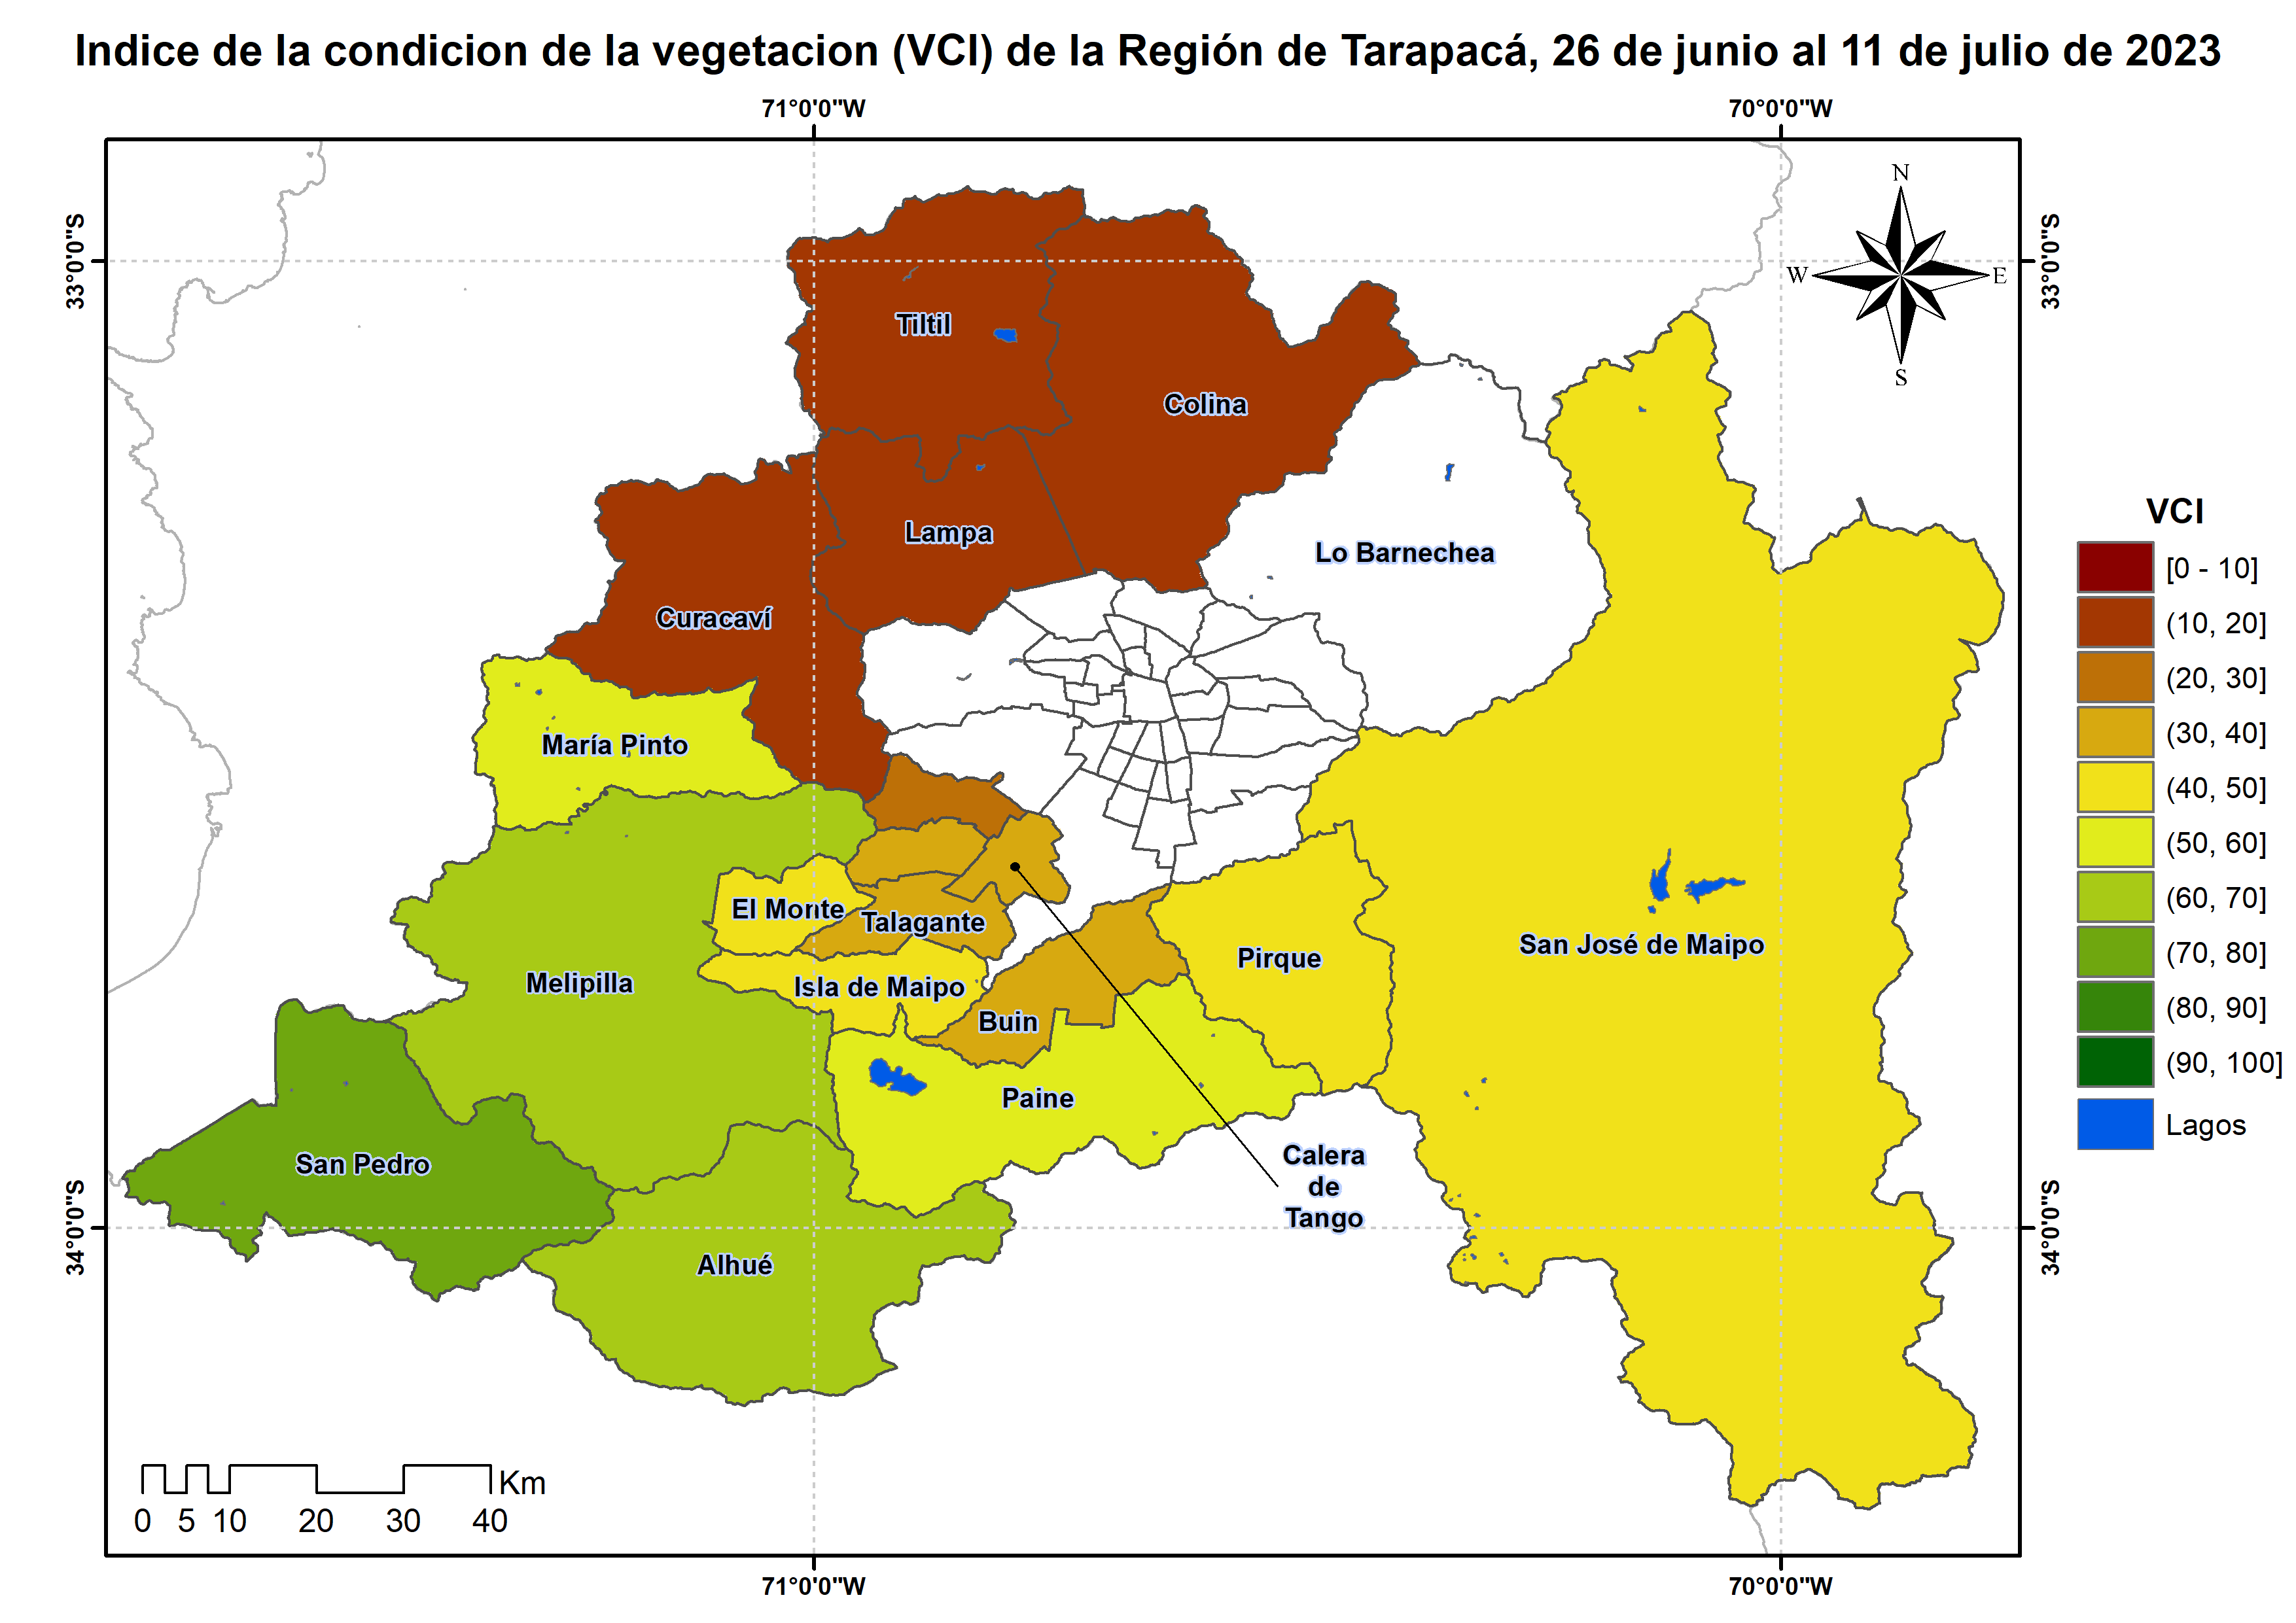 Indice de la condicion de la vegetacion (VCI) de la Región de Tarapacá, 26 de junio al 11 de julio de 2023
71°0'0"W
70°0'0"W
33°0'0"S
33°0'0"S
N
W
E
S
Tiltil
Colina
Lampa
Lo Barnechea
Curacaví
María Pinto
El Monte
Talagante
Pirque
San José de Maipo
Melipilla
Isla de Maipo
Buin
Paine
Calera
de
Tango
San Pedro
Alhué
VCI
[0 - 10]
(10, 20]
(20, 30]
(30, 40]
(40, 50]
(50, 60]
(60, 70]
(70, 80]
(80, 90]
(90, 100]
Lagos
34°0'0"S
34°0'0"S
Km
0 5 10 20 30 40
71°0'0"W
70°0'0"W